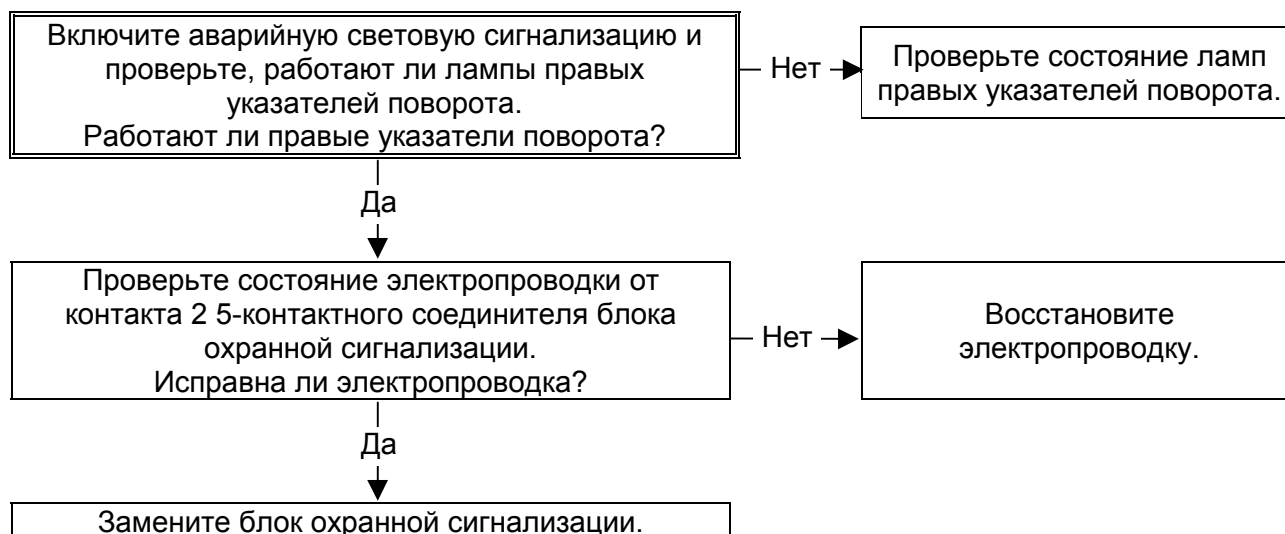 Включите аварийную световую сигнализацию и
проверьте, работают ли лампы правых
указателей поворота.
Работают ли правые указатели поворота?
Нет
Проверьте состояние ламп
правых указателей поворота.
Да
Проверьте состояние электропроводки от
контакта 2 5-контактного соединителя блока
охранной сигнализации.
Исправна ли электропроводка?
Нет
Восстановите
электропроводку.
Да
Замените блок охранной сигнализации.